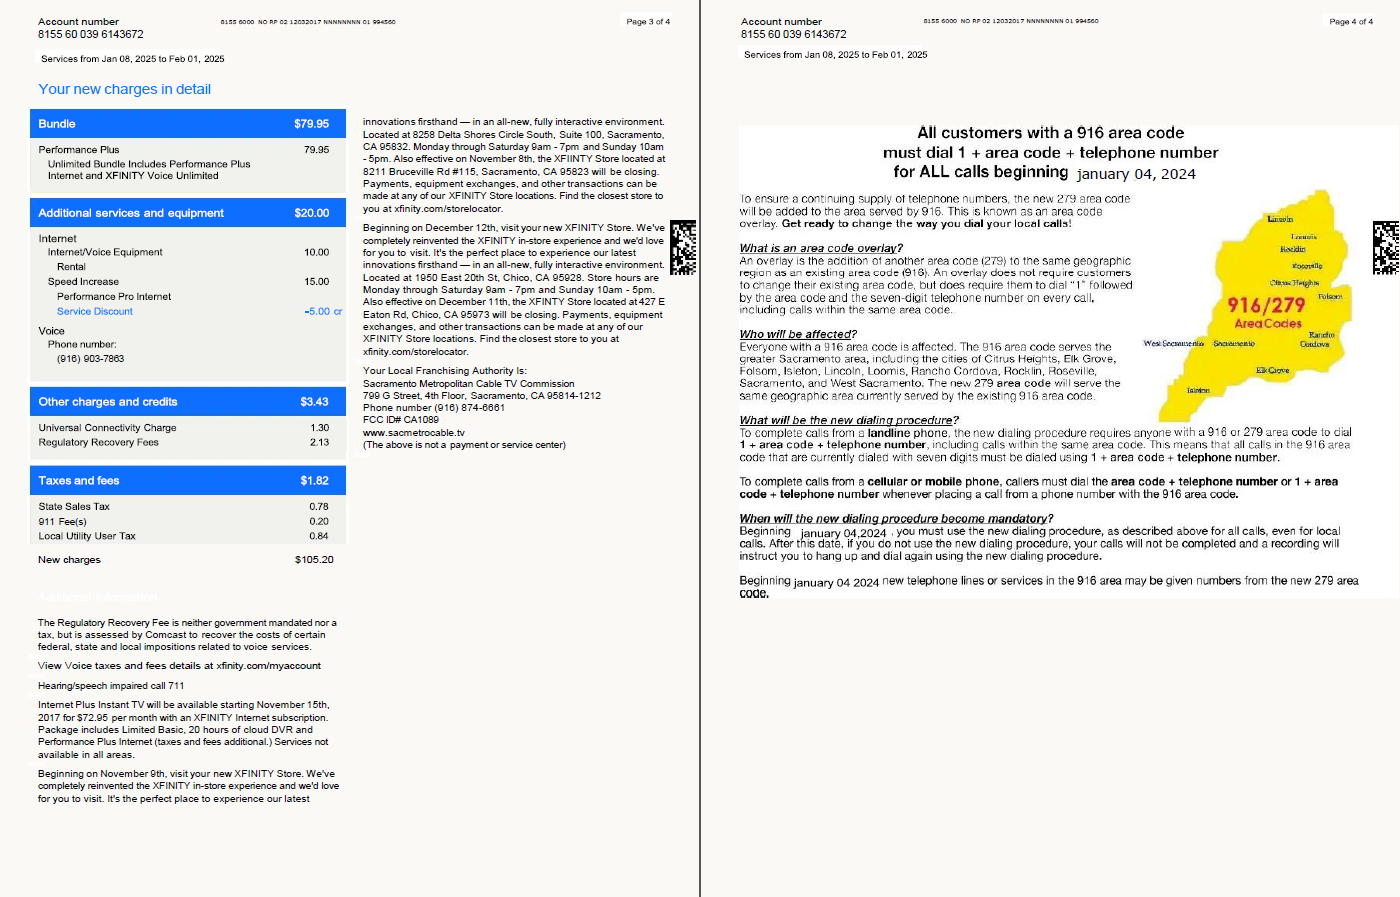 Account number
8155 6000 NO RP 02 12032017 NNNNNNNN 01 994560
Page 3 of 4
8155 60 039 6143672
Services from Jan 08, 2025 to Feb 01, 2025
Your new charges in detail
Bundle $79.95
Performance Plus 79.95
Unlimited Bundle Includes Performance Plus
Internet and XFINITY Voice Unlimited
Additional services and equipment $20.00
Internet
Internet/Voice Equipment 10.00
Rental
Speed Increase 15.00
Performance Pro Internet
Service Discount -5.00 cr
Voice
Phone number:
(916) 903-7863
Other charges and credits $3.43
Universal Connectivity Charge 1.30
Regulatory Recovery Fees 2.13
Taxes and fees $1.82
State Sales Tax 0.78
911 Fee(s) 0.20
Local Utility User Tax 0.84
New charges $105.20
Additional information
The Regulatory Recovery Fee is neither government mandated nor a
tax, but is assessed by Comcast to recover the costs of certain
federal, state and local impositions related to voice services.
View Voice taxes and fees details at xfinity.com/myaccount
Hearing/speech impaired call 711
Internet Plus Instant TV will be available starting November 15th,
2017 for $72.95 per month with an XFINITY Internet subscription.
Package includes Limited Basic, 20 hours of cloud DVR and
Performance Plus Internet (taxes and fees additional.) Services not
available in all areas.
Beginning on November 9th, visit your new XFINITY Store. We've
completely reinvented the XFINITY in-store experience and we'd love
for you to visit. It's the perfect place to experience our latest
innovations firsthand — in an all-new, fully interactive environment.
Located at 8258 Delta Shores Circle South, Suite 100, Sacramento,
CA 95832. Monday through Saturday 9am - 7pm and Sunday 10am
- 5pm. Also effective on November 8th, the XFIINTY Store located at
8211 Bruceville Rd #115, Sacramento, CA 95823 will be closing.
Payments, equipment exchanges, and other transactions can be
made at any of our XFINITY Store locations. Find the closest store to
you at xfinity.com/storelocator.
Beginning on December 12th, visit your new XFINITY Store. We've
completely reinvented the XFINITY in-store experience and we'd love
for you to visit. It's the perfect place to experience our latest
innovations firsthand — in an all-new, fully interactive environment.
Located at 1950 East 20th St, Chico, CA 95928. Store hours are
Monday through Saturday 9am - 7pm and Sunday 10am - 5pm.
Also effective on December 11th, the XFINITY Store located at 427 E
Eaton Rd, Chico, CA 95973 will be closing. Payments, equipment
exchanges, and other transactions can be made at any of our
XFINITY Store locations. Find the closest store to you at
xfinity.com/storelocator.
Your Local Franchising Authority Is:
Sacramento Metropolitan Cable TV Commission
799 G Street, 4th Floor, Sacramento, CA 95814-1212
Phone number (916) 874-6661
FCC ID# CA1089
www.sacmetrocable.tv
(The above is not a payment or service center)
Account number
8155 6000 NO RP 02 12032017 NNNNNNNN 01 994560
Page 4 of 4
8155 60 039 6143672
Services from Jan 08, 2025 to Feb 01, 2025
All customers with a 916 area code
must dial 1 + area code + telephone number
for ALL calls beginning january 04, 2024
To ensure a continuing supply of telephone numbers, the new 279 area code
will be added to the area served by 916. This is known as an area code
overlay. Get ready to change the way you dial your local calls!
What is an area code overlay?
An overlay is the addition of another area code (279) to the same geographic
region as an existing area code (916). An overlay does not require customers
to change their existing area code, but does require them to dial “1” followed
by the area code and the seven-digit telephone number on every call,
including calls within the same area code.
Who will be affected?
Everyone with a 916 area code is affected. The 916 area code serves the
greater Sacramento area, including the cities of Citrus Heights, Elk Grove,
Folsom, Isleton, Lincoln, Loomis, Rancho Cordova, Rocklin, Roseville,
Sacramento, and West Sacramento. The new 279 area code will serve the
same geographic area currently served by the existing 916 area code.
Lincoln
Loomis
Rocklin
Roseville
Citrus Heights
Folsom
916/279
Area Codes
Rancho
Cordova
West Sacramento
Sacramento
Elk Grove
Isleton
What will be the new dialing procedure?
To complete calls from a landline phone, the new dialing procedure requires anyone with a 916 or 279 area code to dial
1 + area code + telephone number, including calls within the same area code. This means that all calls in the 916 area
code that are currently dialed with seven digits must be dialed using 1 + area code + telephone number.
To complete calls from a cellular or mobile phone, callers must dial the area code + telephone number or 1 + area
code + telephone number whenever placing a call from a phone number with the 916 area code.
When will the new dialing procedure become mandatory?
Beginning january 04,2024 , you must use the new dialing procedure, as described above for all calls, even for local
calls. After this date, if you do not use the new dialing procedure, your calls will not be completed and a recording will
instruct you to hang up and dial again using the new dialing procedure.
Beginning january 04 2024 new telephone lines or services in the 916 area may be given numbers from the new 279 area
code.